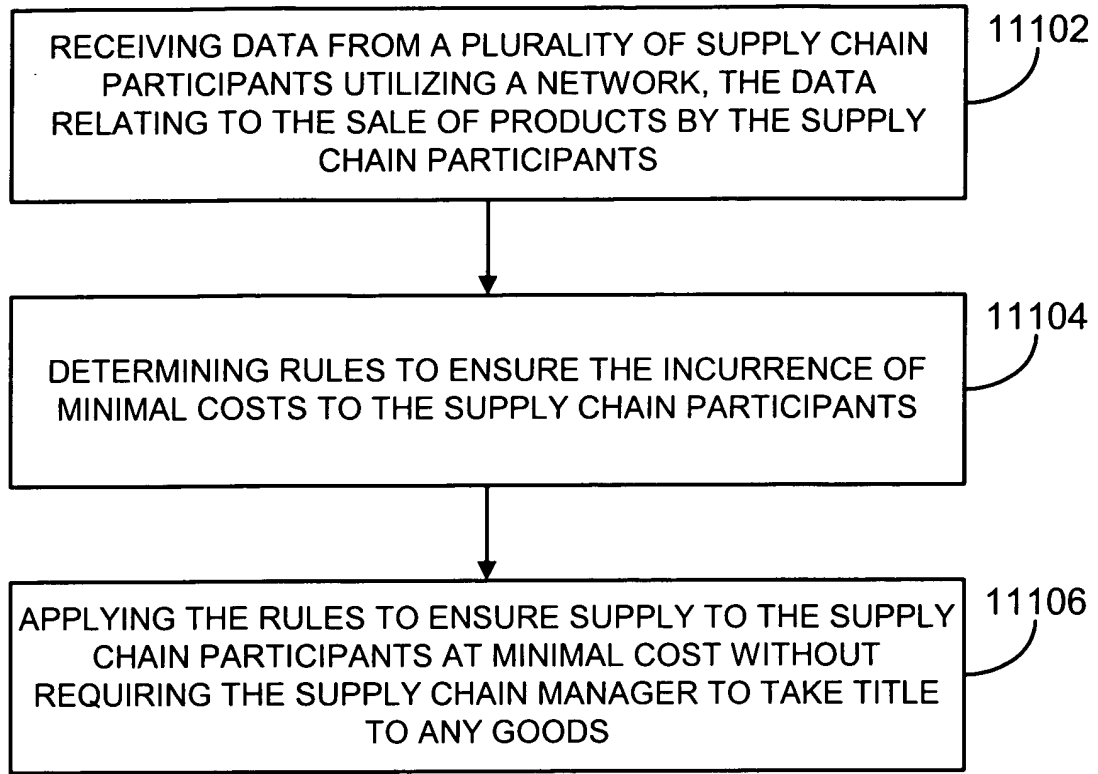 RECEIVING DATA FROM A PLURALITY OF SUPPLY CHAIN
PARTICIPANTS UTILIZING A NETWORK, THE DATA
RELATING TO THE SALE OF PRODUCTS BY THE SUPPLY
CHAIN PARTICIPANTS
11102
DETERMINING RULES TO ENSURE THE INCURRENCE OF
MINIMAL COSTS TO THE SUPPLY CHAIN PARTICIPANTS
11104
APPLYING THE RULES TO ENSURE SUPPLY TO THE SUPPLY
CHAIN PARTICIPANTS AT MINIMAL COST WITHOUT
REQUIRING THE SUPPLY CHAIN MANAGER TO TAKE TITLE
TO ANY GOODS
11106